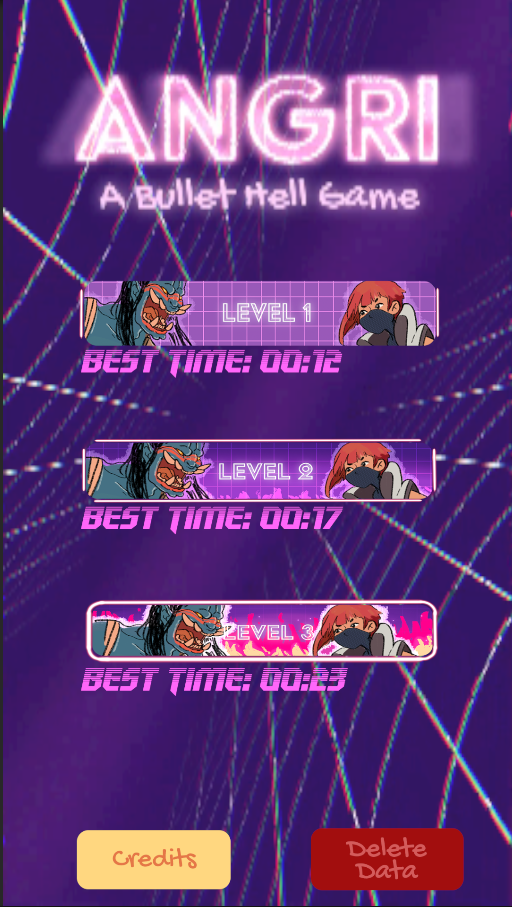 ANGRI
A Bullet Hell Game
LEVEL 1
BEST TIME: 00:12
LEVEL 2
BEST TIME: 00:17
LEVEL 3
BEST TIME: 00:23
Credits
Delete
Data